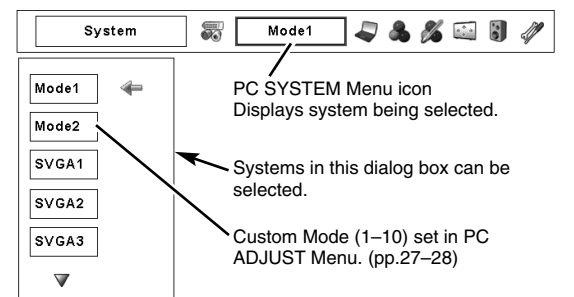 System
Mode1
Mode1
PC SYSTEM Menu icon
Displays system being selected.
Mode2
SVGA1
Systems in this dialog box can be
selected.
SVGA2
SVGA3
Custom Mode (1–10) set in PC
ADJUST Menu. (pp.27–28)